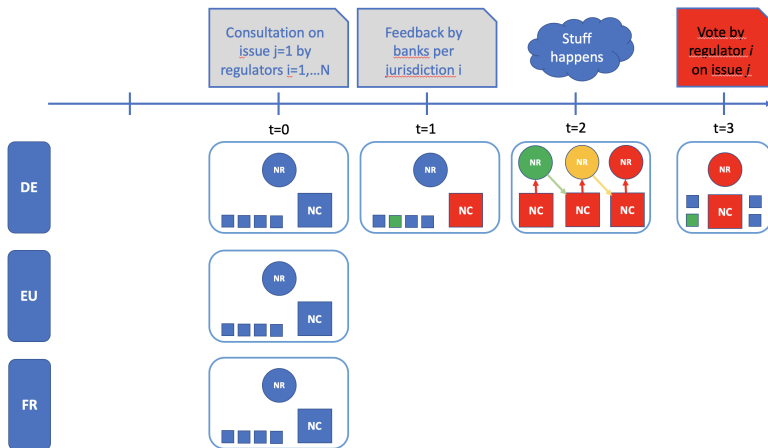 Consultation on
issue j=1 by
regulators i=1,...N
Feedback by
banks per
jurisdiction i
Stuff
happens
Vote by
regulator i
on issue j
t=0
t=1
t=2
t=3
DE
NR
NC
NR
NC
NR
NR
NR
NC
NC
NC
NR
NC
EU
NR
NC
FR
NR
NC